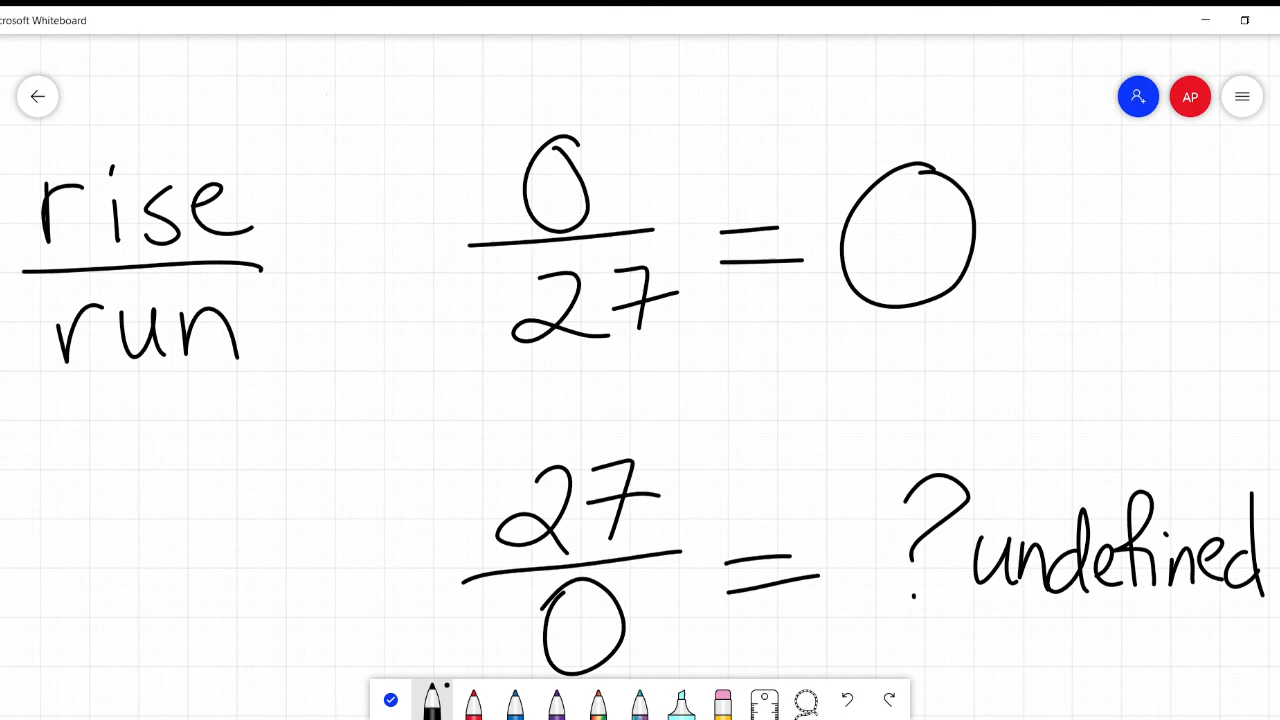 crosoft Whiteboard
AP
rise
run
0
27
= 0
27
0
= ? undefined